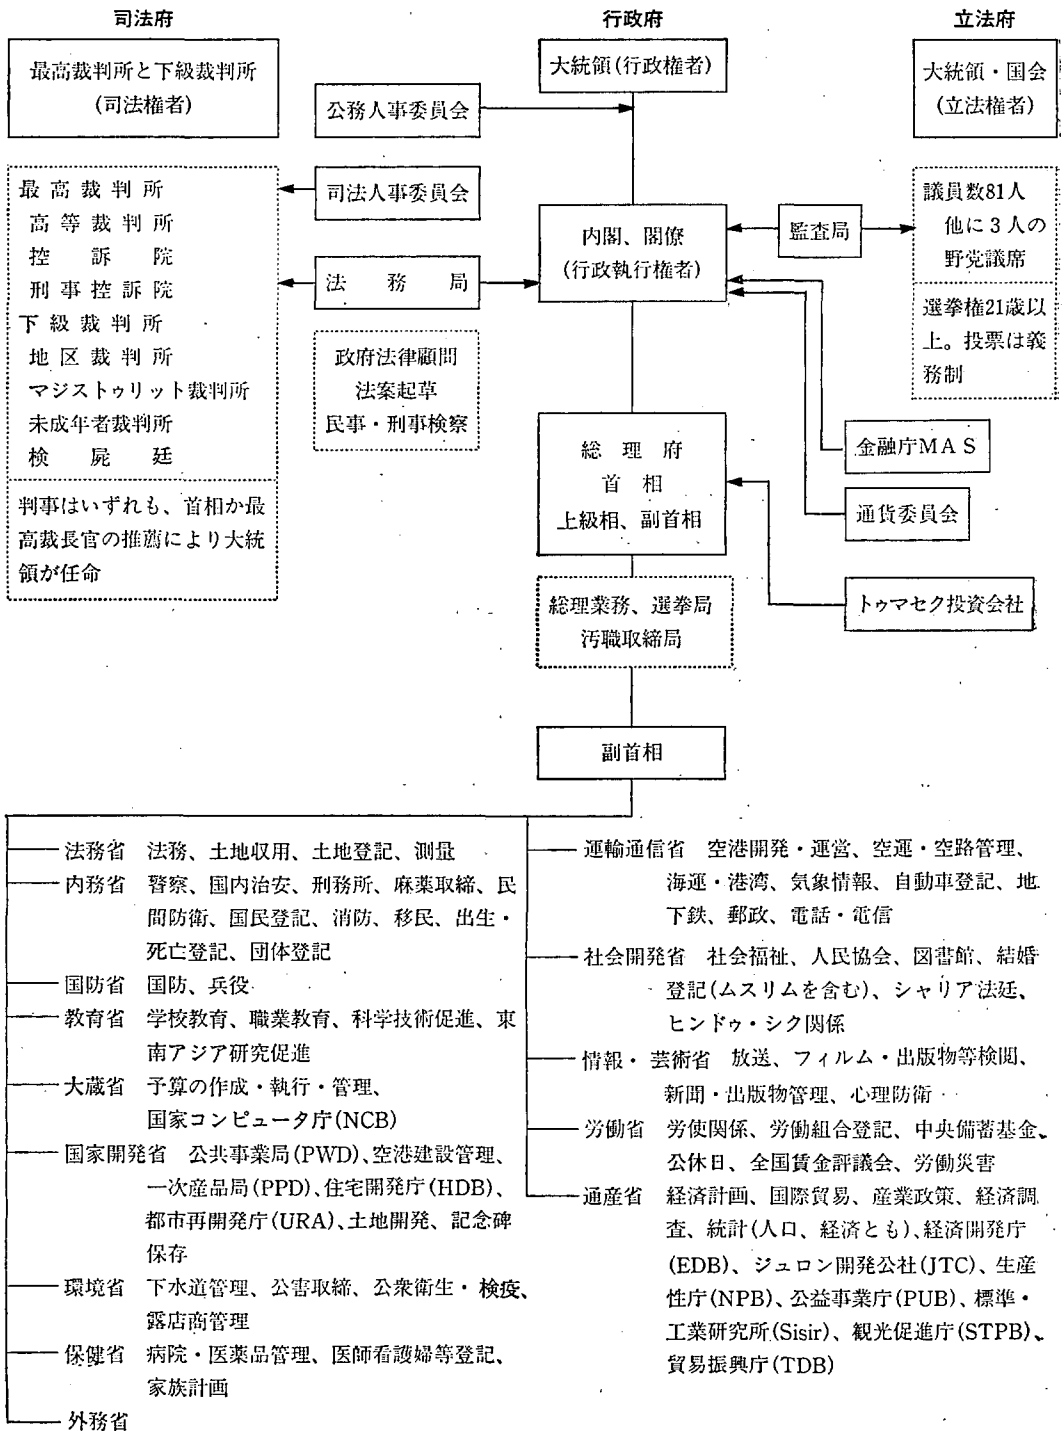 司法府
行政府
立法府
最高裁判所と下級裁判所
(司法権者)
大統領(行政権者)
大統領・国会
(立法権者)
公務人事委員会
司法人事委員会
法務局
政府法律顧問
法案起草
民事・刑事検察
最高裁判所
高等裁判所
控訴院
刑事控訴院
下級裁判所
地区裁判所
マジストゥリット裁判所
未成年者裁判所
検屍廷
判事はいずれも、首相か最
高裁長官の推薦により大統
領が任命
内閣、閣僚
(行政執行権者)
監査局
議員数81人
他に3人の
野党議席
選挙権21歳以
上。投票は義
務制
総理府
首相
上級相、副首相
金融庁MAS
通貨委員会
トゥマセク投資会社
総理業務、選挙局
汚職取締局
副首相
法務省 法務、土地収用、土地登記、測量
内務省 警察、国内治安、刑務所、麻薬取締、民
間防衛、国民登記、消防、移民、出生・
死亡登記、団体登記
国防省 国防、兵役
教育省 学校教育、職業教育、科学技術促進、東
南アジア研究促進
大蔵省 予算の作成・執行・管理、
国家コンピュータ庁(NCB)
国家開発省 公共事業局(PWD)、空港建設管理、
一次産品局(PPD)、住宅開発庁(HDB)、
都市再開発庁(URA)、土地開発、記念碑
保存
環境省 下水道管理、公害取締、公衆衛生・検疫、
露店商管理
保健省 病院・医薬品管理、医師看護婦等登記、
家族計画
外務省
運輸通信省 空港開発・運営、空運・空路管理、
海運・港湾、気象情報、自動車登記、地
下鉄、郵政、電話・電信
社会開発省 社会福祉、人民協会、図書館、結婚
登記(ムスリムを含む)、シャリア法廷、
ヒンドゥ・シク関係
情報・芸術省 放送、フィルム・出版物等検閲、
新聞・出版物管理、心理防衛
労働省 労使関係、労働組合登記、中央備蓄基金、
公休日、全国賃金評議会、労働災害
通産省 経済計画、国際貿易、産業政策、経済調
査、統計(人口、経済とも)、経済開発庁
(EDB)、ジュロン開発公社(JTC)、生産
性庁(NPB)、公益事業庁(PUB)、標準・
工業研究所(Sisir)、観光促進庁(STPB)、
貿易振興庁(TDB)